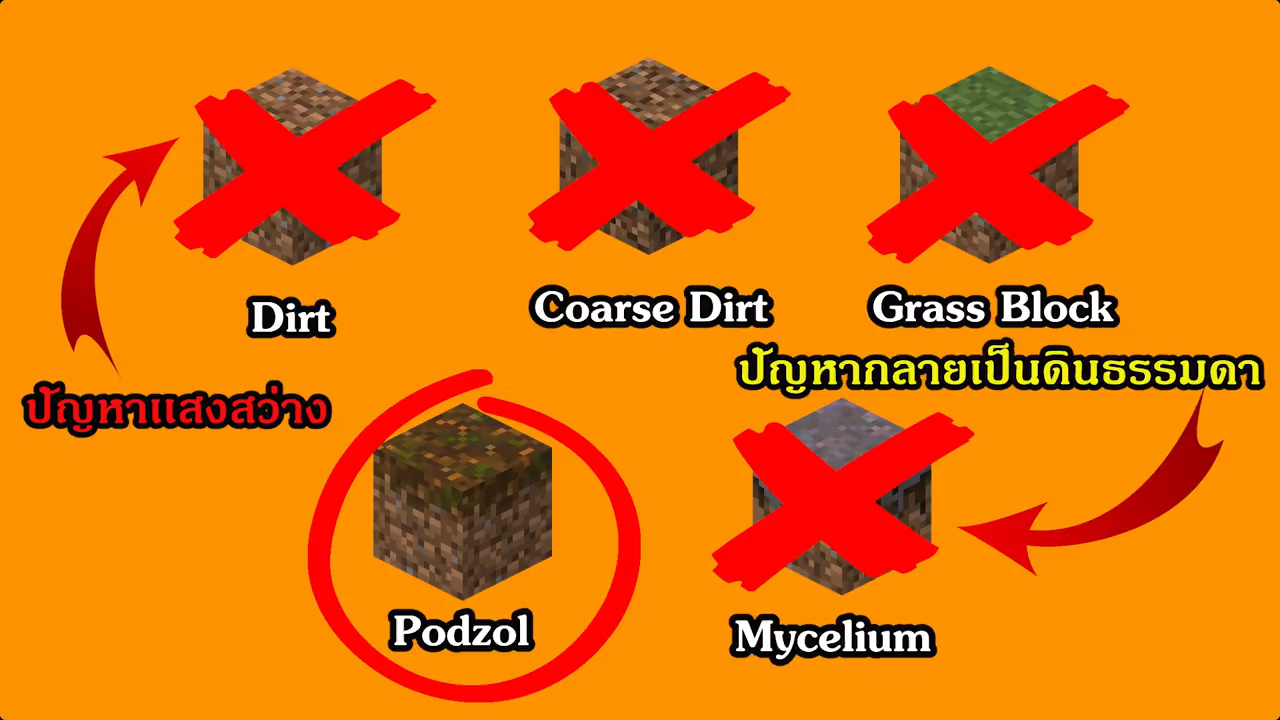 Dirt
Coarse Dirt
Grass Block
ปัญหากลายเป็นดินธรรมดา
ปัญหาแสงสว่าง
Podzol
Mycelium